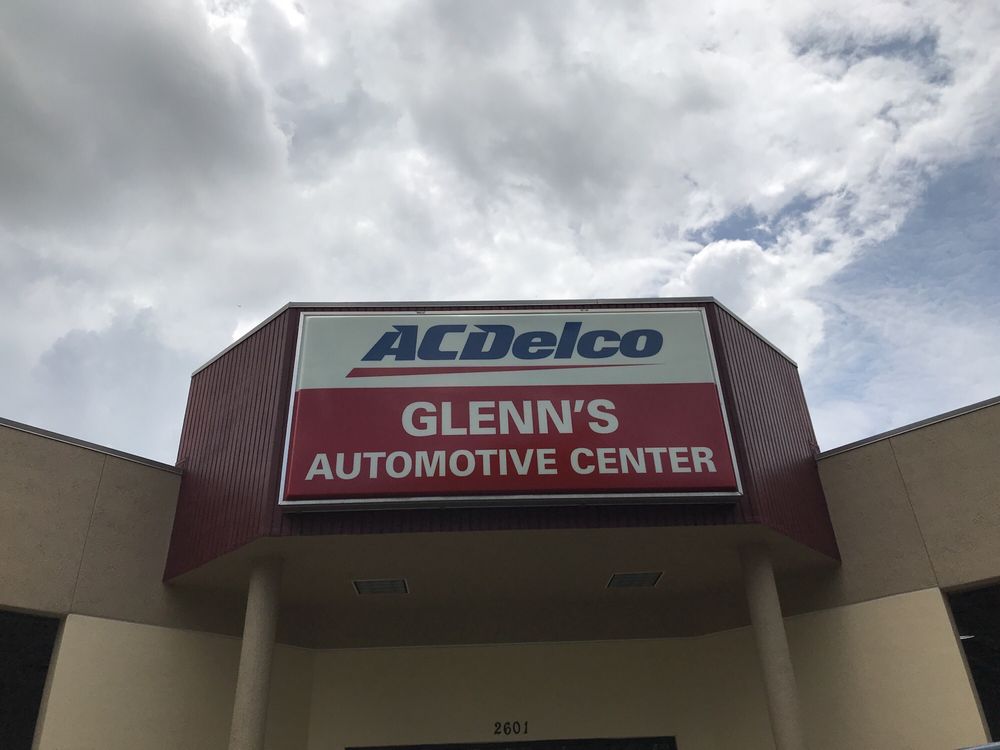 ACDelco
GLENN'S
AUTOMOTIVE CENTER
2601